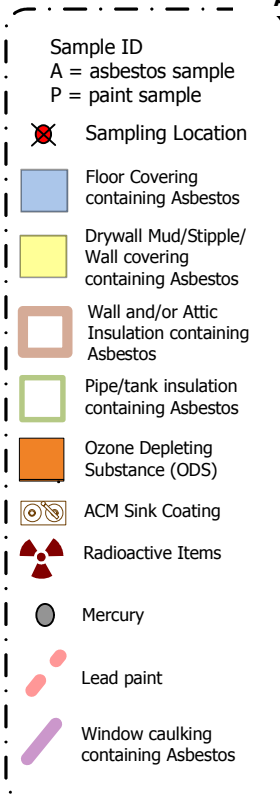 Sample ID
A = asbestos sample
P = paint sample
Sampling Location
Floor Covering
containing Asbestos
Drywall Mud/Stipple/
Wall covering
containing Asbestos
Wall and/or Attic
Insulation containing
Asbestos
Pipe/tank insulation
containing Asbestos
Ozone Depleting
Substance (ODS)
ACM Sink Coating
Radioactive Items
Mercury
Lead paint
Window caulking
containing Asbestos